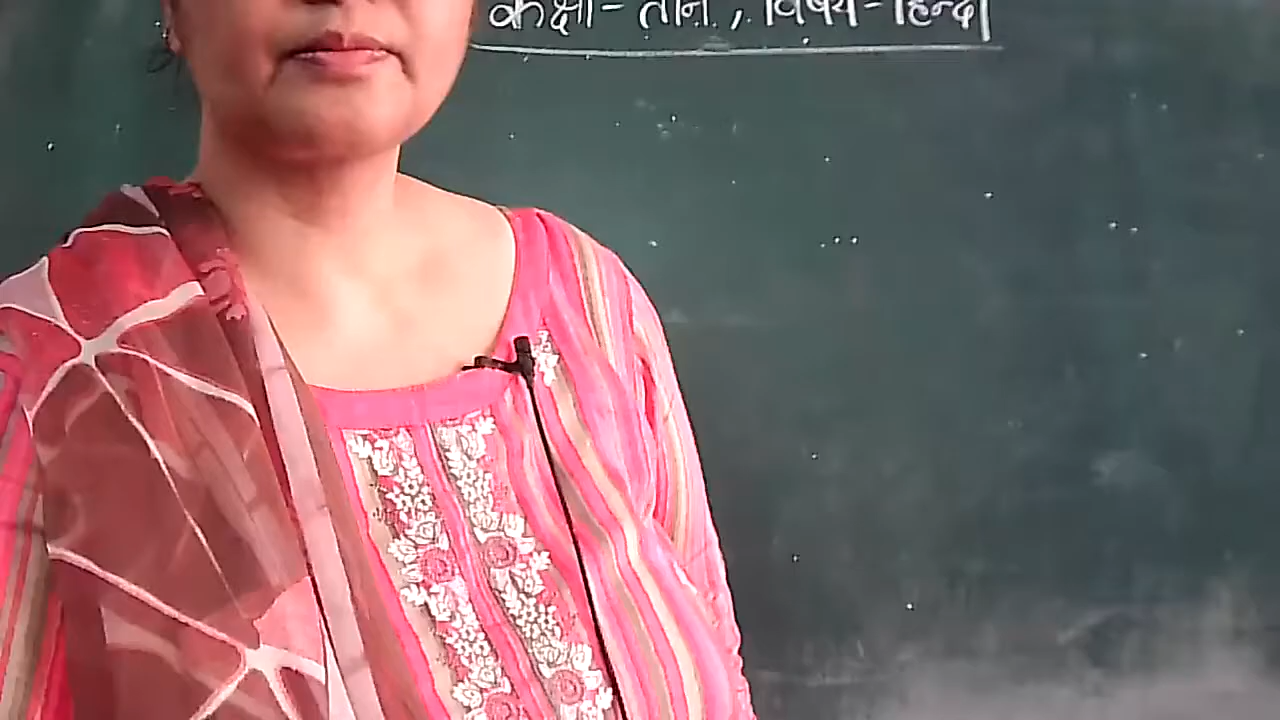 कक्षा - तीन , विषय - हिन्दी